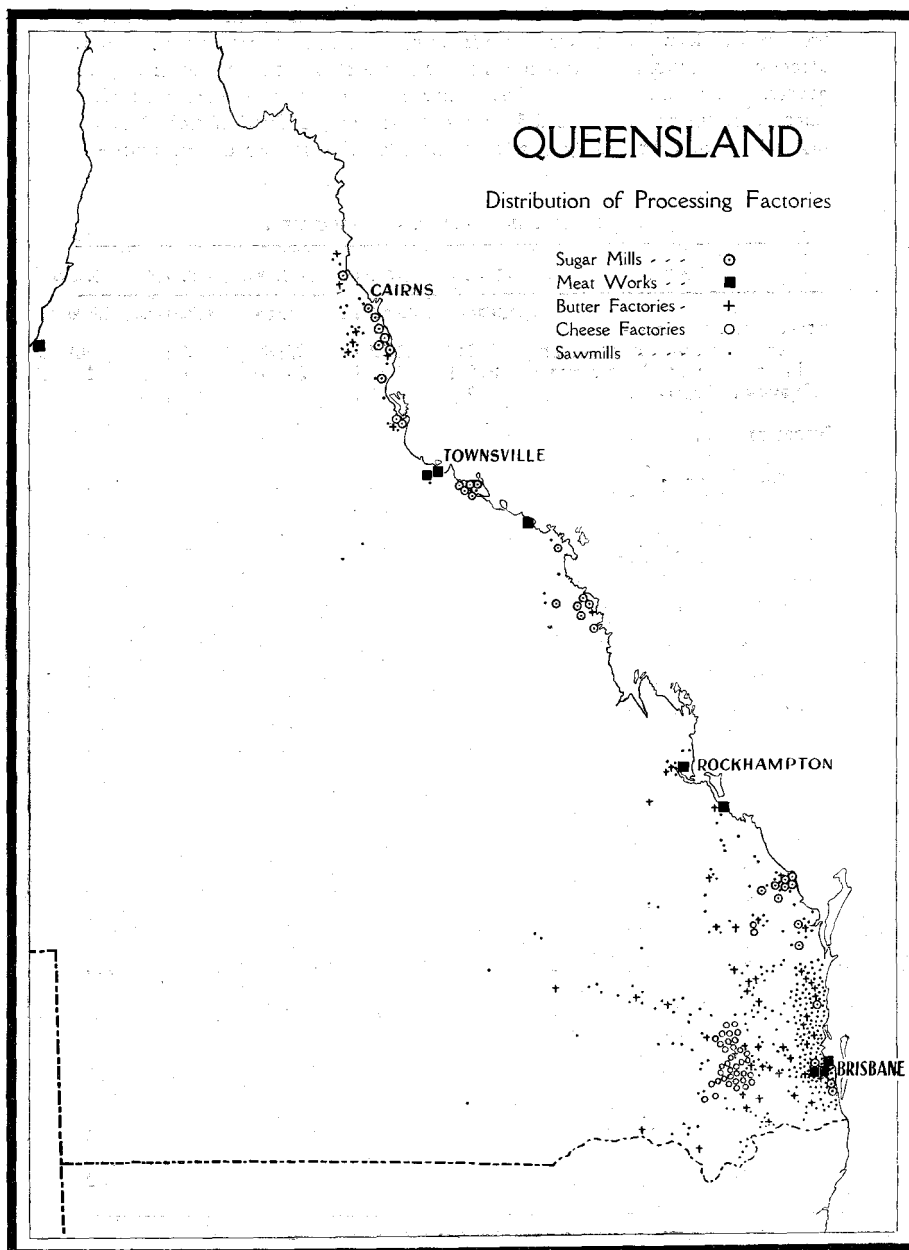 QUEENSLAND
Distribution of Processing Factories
Sugar Mills - - -
Meat Works - - -
Butter Factories -
Cheese Factories
Sawmills - - - - -
CAIRNS
TOWNSVILLE
ROCKHAMPTON
BRISBANE